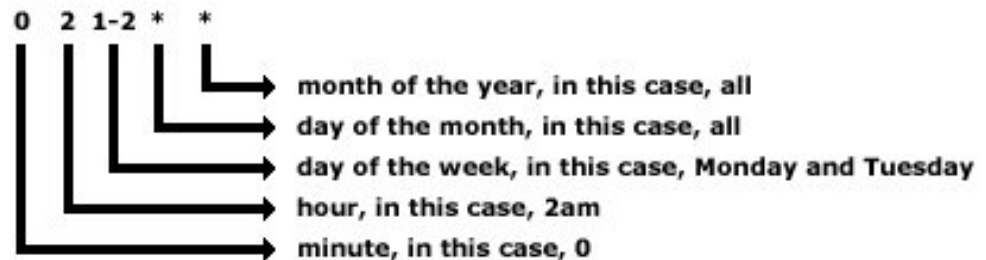 0 2 1-2 * *
month of the year, in this case, all
day of the month, in this case, all
day of the week, in this case, Monday and Tuesday
hour, in this case, 2am
minute, in this case, 0